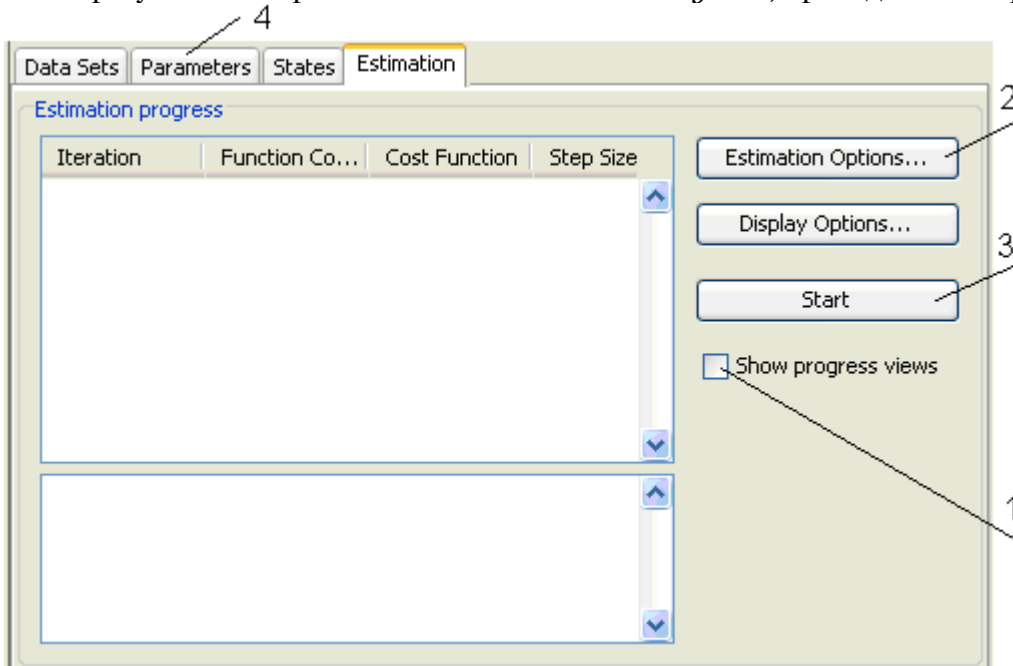 4
Data Sets Parameters States Estimation
Estimation progress
2
Iteration Function Co... Cost Function Step Size
Estimation Options...
Display Options...
3
Start
Show progress views
1